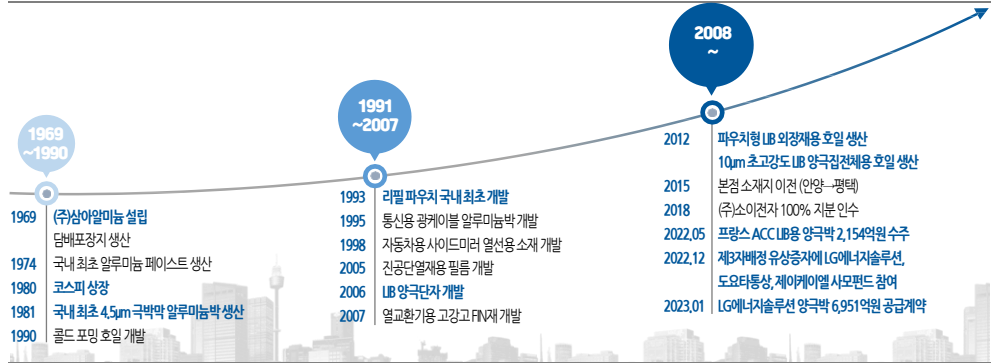 1969
~1990
1969 (주)삼아알미늄 설립
담배포장지 생산
1974 국내 최초 알루미늄 페이스트 생산
1980 코스피 상장
1981 국내 최초 4.5μm 극박막 알루미늄박 생산
1990 콜드 포밍 호일 개발
1991
~2007
1993 리필 파우치 국내 최초 개발
1995 통신용 광케이블 알루미늄박 개발
1998 자동차용 사이드미러 열선용 소재 개발
2005 진공단열재용 필름 개발
2006 LIB 양극단자 개발
2007 열교환기용 고강고 FIN재 개발
2008
~
2012 파우치형 LIB 외장재용 호일 생산
10μm 초고강도 LIB 양극집전체용 호일 생산
2015 본점 소재지 이전 (안양→평택)
2018 (주)소이전자 100% 지분 인수
2022.05 프랑스 ACC LIB용 양극박 2,154억원 수주
2022.12 제3자배정 유상증자에 LG에너지솔루션,
도요타통상, 제이케이엘 사모펀드 참여
2023.01 LG에너지솔루션 양극박 6,951억원 공급계약